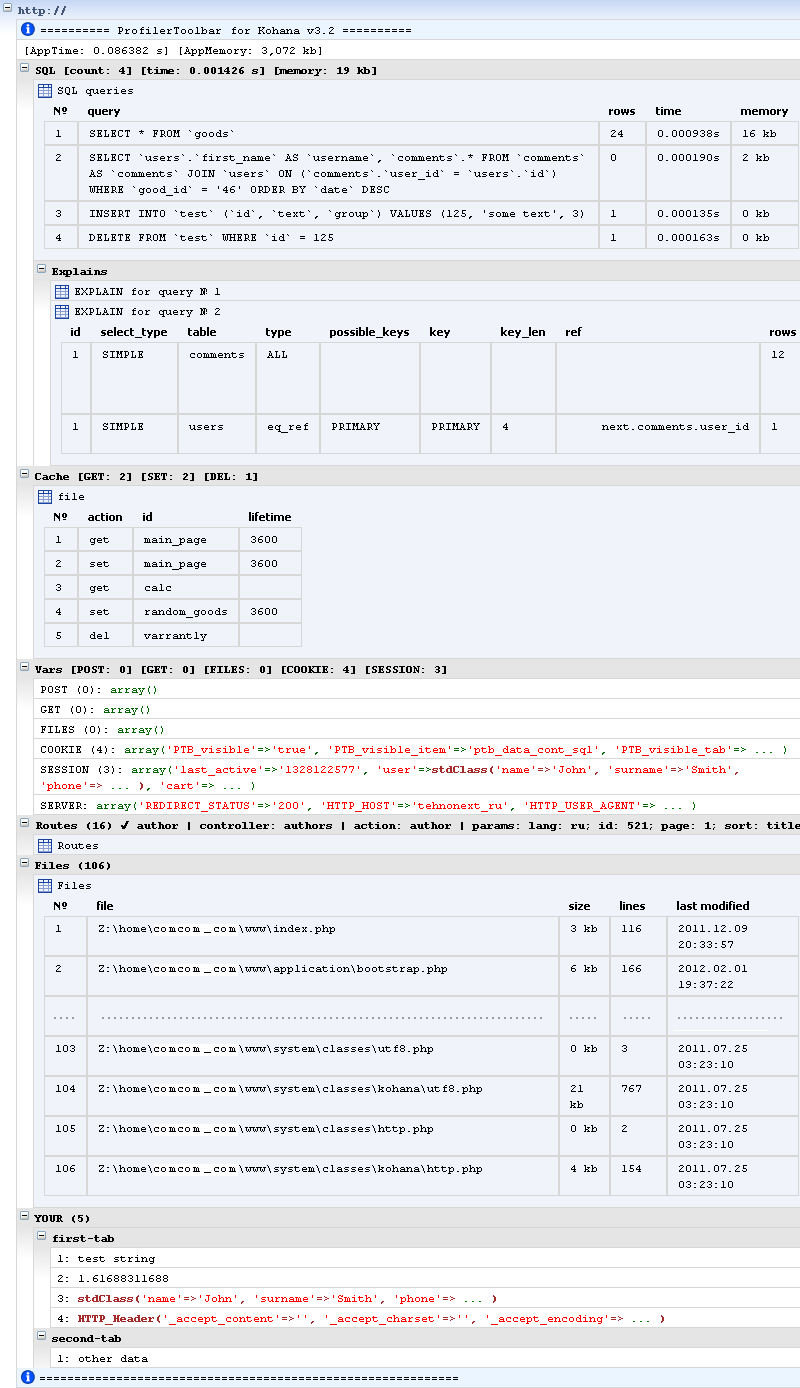 http://
========== ProfilerToolbar for Kohana v3.2 ==========
[AppTime: 0.086382 s] [AppMemory: 3,072 kb]
SQL [count: 4] [time: 0.001426 s] [memory: 19 kb]
SQL queries
Nº query rows time memory
1 SELECT * FROM `goods` 24 0.000938s 16 kb
2 SELECT `users`.`first_name` AS `username`, `comments`.* FROM `comments` 0 0.000190s 2 kb
AS `comments` JOIN `users` ON (`comments`.`user_id` = `users`.`id`)
WHERE `good_id` = '46' ORDER BY `date` DESC
3 INSERT INTO `test` (`id`, `text`, `group`) VALUES (125, 'some text', 3) 1 0.000135s 0 kb
4 DELETE FROM `test` WHERE `id` = 125 1 0.000163s 0 kb
Explains
EXPLAIN for query № 1
EXPLAIN for query № 2
id select_type table type possible_keys key key_len ref rows
1 SIMPLE comments ALL 12
1 SIMPLE users eq_ref PRIMARY PRIMARY 4 next.comments.user_id 1
Cache [GET: 2] [SET: 2] [DEL: 1]
file
Nº action id lifetime
1 get main_page 3600
2 set main_page 3600
3 get calc
4 set random_goods 3600
5 del varrantly
Vars [POST: 0] [GET: 0] [FILES: 0] [COOKIE: 4] [SESSION: 3]
POST (0): array()
GET (0): array()
FILES (0): array()
COOKIE (4): array('PTB_visible'=>'true', 'PTB_visible_item'=>'ptb_data_cont_sql', 'PTB_visible_tab'=> ... )
SESSION (3): array('last_active'=>'1328122577', 'user'=>stdClass('name'=>'John', 'surname'=>'Smith',
'phone'=> ... ), 'cart'=> ... )
SERVER: array('REDIRECT_STATUS'=>'200', 'HTTP_HOST'=>'tehnonext_ru', 'HTTP_USER_AGENT'=> ... )
Routes (16) ✓ author | controller: authors | action: author | params: lang: ru; id: 521; page: 1; sort: title
Routes
Files (106)
Files
Nº file size lines last modified
1 Z:\home\comcom_com\www\index.php 3 kb 116 2011.12.09
20:33:57
2 Z:\home\comcom_com\www\application\bootstrap.php 6 kb 166 2012.02.01
19:37:22
.... ............................................................... ..... ..... ...................
103 Z:\home\comcom_com\www\system\classes\utf8.php 0 kb 3 2011.07.25
03:23:10
104 Z:\home\comcom_com\www\system\classes\kohana\utf8.php 21 767 2011.07.25
kb 03:23:10
105 Z:\home\comcom_com\www\system\classes\http.php 0 kb 2 2011.07.25
03:23:10
106 Z:\home\comcom_com\www\system\classes\kohana\http.php 4 kb 154 2011.07.25
03:23:10
YOUR (5)
first-tab
1: test string
2: 1.61688311688
3: stdClass('name'=>'John', 'surname'=>'Smith', 'phone'=> ... )
4: HTTP_Header('_accept_content'=>'', '_accept_charset'=>'', '_accept_encoding'=> ... )
second-tab
1: other data
============================================================